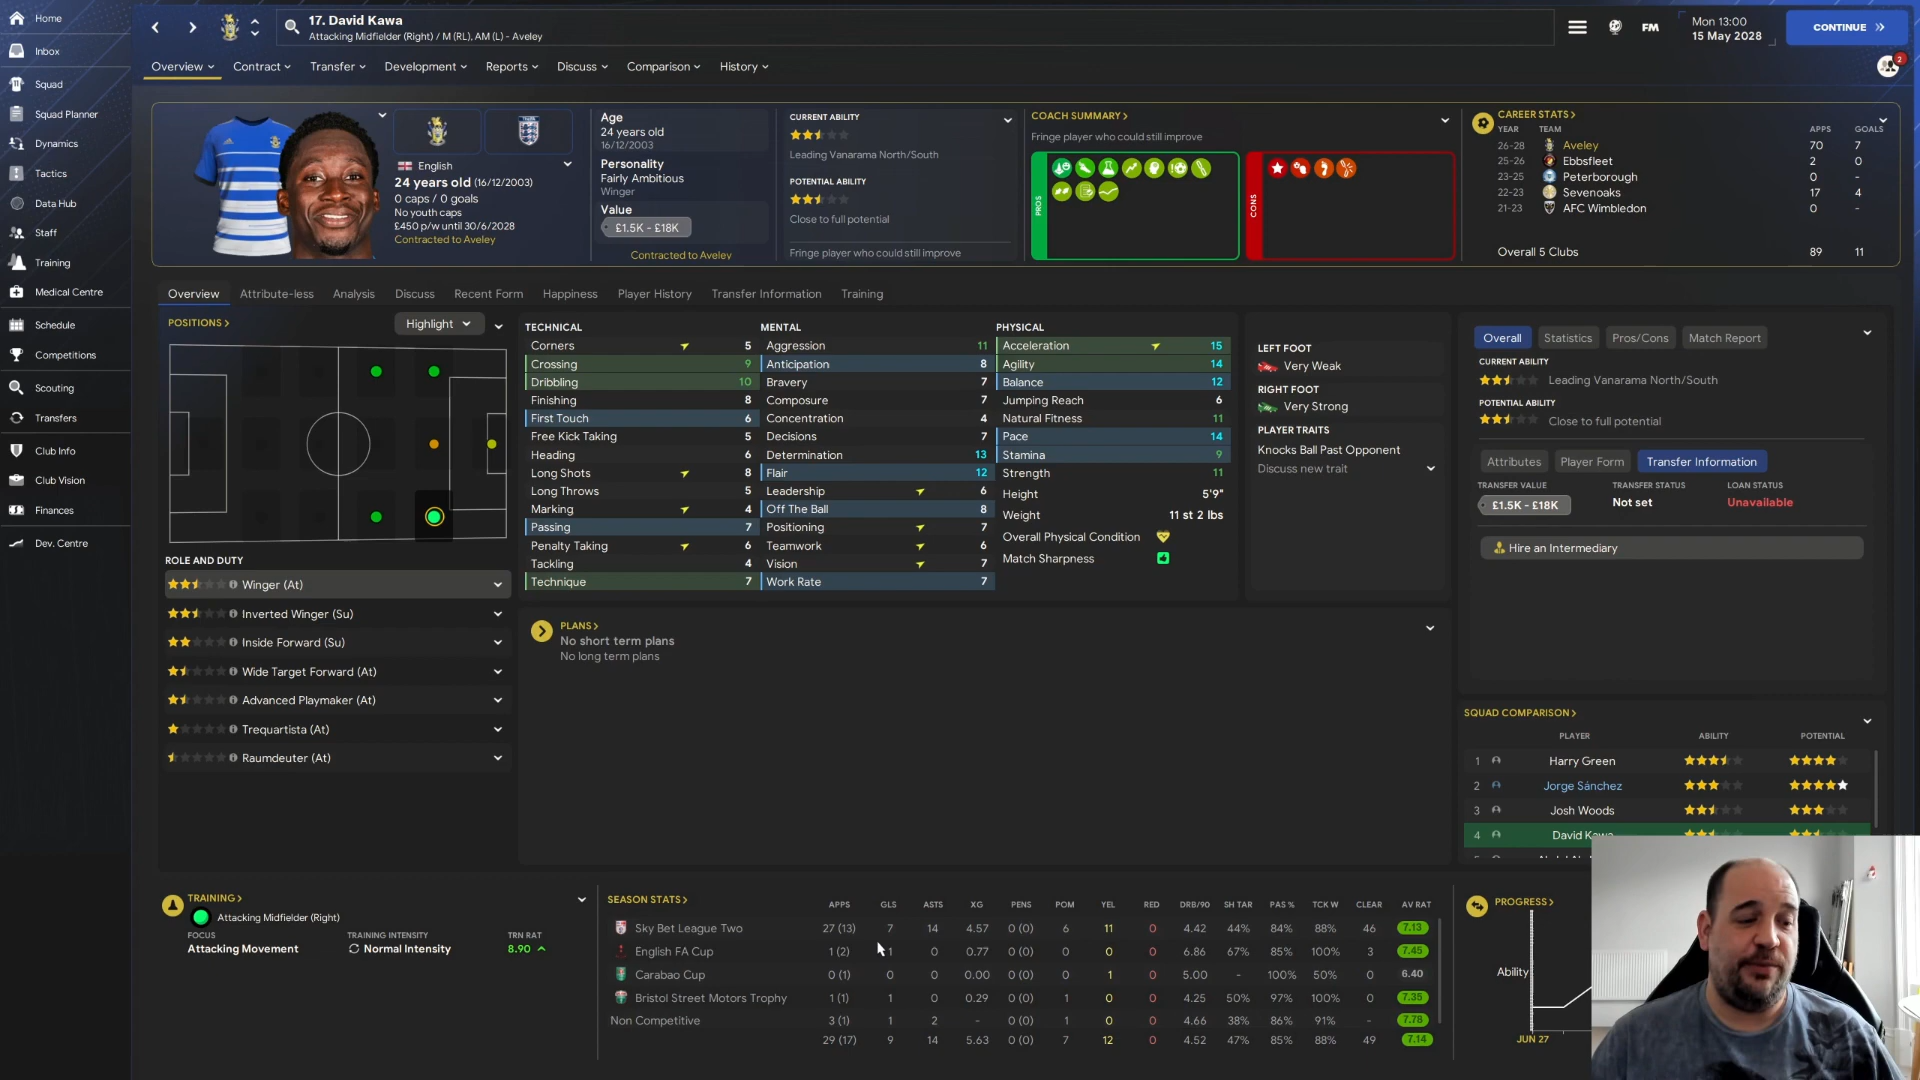 Home
Inbox
Squad
Squad Planner
Dynamics
Tactics
Data Hub
Staff
Training
Medical Centre
Schedule
Competitions
Scouting
Transfers
Club Info
Club Vision
Finances
Dev. Centre
17. David Kawa
Attacking Midfielder (Right) / M (RL), AM (L) - Aveley
FM
Mon 13:00
15 May 2028
CONTINUE
2
Overview Contract Transfer Development Reports Discuss Comparison History
English
24 years old (16/12/2003)
0 caps / 0 goals
No youth caps
£450 p/w until 30/6/2028
Contracted to Aveley
Age
24 years old
16/12/2003
Personality
Fairly Ambitious
Winger
Value
£1.5K - £18K
Contracted to Aveley
CURRENT ABILITY
Leading Vanarama North/South
POTENTIAL ABILITY
Close to full potential
Fringe player who could still improve
COACH SUMMARY
Fringe player who could still improve
PROS
CONS
CAREER STATS
YEAR TEAM APPS GOALS
26-28 Aveley 70 7
25-26 Ebbsfleet 2 0
23-25 Peterborough 0 -
22-23 Sevenoaks 17 4
21-23 AFC Wimbledon 0 -
Overall 5 Clubs 89 11
Overview Attribute-less Analysis Discuss Recent Form Happiness Player History Transfer Information Training
POSITIONS
Highlight
ROLE AND DUTY
Winger (At)
Inverted Winger (Su)
Inside Forward (Su)
Wide Target Forward (At)
Advanced Playmaker (At)
Trequartista (At)
Raumdeuter (At)
TECHNICAL
Corners 5
Crossing 9
Dribbling 10
Finishing 8
First Touch 6
Free Kick Taking 5
Heading 6
Long Shots 8
Long Throws 5
Marking 4
Passing 7
Penalty Taking 6
Tackling 4
Technique 7
MENTAL
Aggression 11
Anticipation 8
Bravery 7
Composure 7
Concentration 4
Decisions 7
Determination 13
Flair 12
Leadership 6
Off The Ball 8
Positioning 7
Teamwork 6
Vision 7
Work Rate 7
PHYSICAL
Acceleration 15
Agility 14
Balance 12
Jumping Reach 6
Natural Fitness 11
Pace 14
Stamina 9
Strength 11
Height 5'9"
Weight 11 st 2 lbs
Overall Physical Condition
Match Sharpness
LEFT FOOT
Very Weak
RIGHT FOOT
Very Strong
PLAYER TRAITS
Knocks Ball Past Opponent
Discuss new trait
PLANS
No short term plans
No long term plans
Overall Statistics Pros/Cons Match Report
CURRENT ABILITY
Leading Vanarama North/South
POTENTIAL ABILITY
Close to full potential
Attributes Player Form Transfer Information
TRANSFER VALUE TRANSFER STATUS LOAN STATUS
£1.5K - £18K Not set Unavailable
Hire an Intermediary
SQUAD COMPARISON
PLAYER ABILITY POTENTIAL
1 Harry Green
2 Jorge Sánchez
3 Josh Woods
4 David Kawa
TRAINING
Attacking Midfielder (Right)
FOCUS TRAINING INTENSITY TRN RAT
Attacking Movement Normal Intensity 8.90
SEASON STATS APPS GLS ASTS XG PENS POM YEL RED DRB/90 SH TAR PAS % TCK W CLEAR AV RAT
Sky Bet League Two 27 (13) 7 14 4.57 0 (0) 6 11 0 4.42 44% 84% 88% 46 7.13
English FA Cup 1 (2) 1 0 0.77 0 (0) 0 0 0 6.86 67% 85% 100% 3 7.45
Carabao Cup 0 (1) 0 0 0.00 0 (0) 0 1 0 5.00 - 100% 50% 0 6.40
Bristol Street Motors Trophy 1 (1) 1 0 0.29 0 (0) 1 0 0 4.25 50% 97% 100% 0 7.35
Non Competitive 3 (1) 1 2 - 0 (0) 1 0 0 4.66 38% 86% 91% - 7.78
29 (17) 9 14 5.63 0 (0) 7 12 0 4.52 47% 85% 88% 49 7.14
PROGRESS
Ability
JUN 27